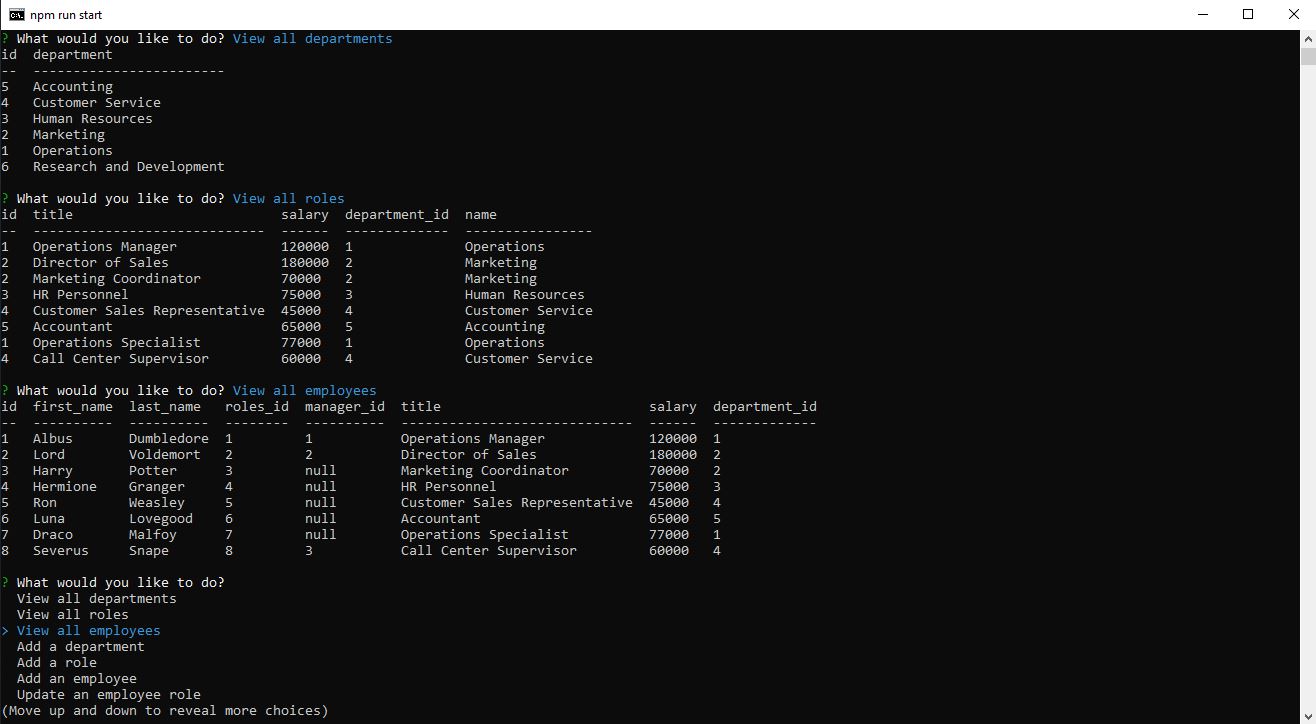 npm run start
? What would you like to do? View all departments
id  department
--  ------------------------
5   Accounting
4   Customer Service
3   Human Resources
2   Marketing
1   Operations
6   Research and Development
? What would you like to do? View all roles
id  title                          salary  department_id  name
--  -----------------------------  ------  -------------  ----------------
1   Operations Manager             120000  1              Operations
2   Director of Sales              180000  2              Marketing
2   Marketing Coordinator          70000   2              Marketing
3   HR Personnel                   75000   3              Human Resources
4   Customer Sales Representative  45000   4              Customer Service
5   Accountant                     65000   5              Accounting
1   Operations Specialist          77000   1              Operations
4   Call Center Supervisor         60000   4              Customer Service
? What would you like to do? View all employees
id  first_name  last_name   roles_id  manager_id  title                          salary  department_id
--  ----------  ----------  --------  ----------  -----------------------------  ------  -------------
1   Albus       Dumbledore  1         1           Operations Manager             120000  1
2   Lord        Voldemort   2         2           Director of Sales              180000  2
3   Harry       Potter      3         null        Marketing Coordinator          70000   2
4   Hermione    Granger     4         null        HR Personnel                   75000   3
5   Ron         Weasley     5         null        Customer Sales Representative  45000   4
6   Luna        Lovegood    6         null        Accountant                     65000   5
7   Draco       Malfoy      7         null        Operations Specialist          77000   1
8   Severus     Snape       8         3           Call Center Supervisor         60000   4
? What would you like to do?
  View all departments
  View all roles
> View all employees
  Add a department
  Add a role
  Add an employee
  Update an employee role
(Move up and down to reveal more choices)